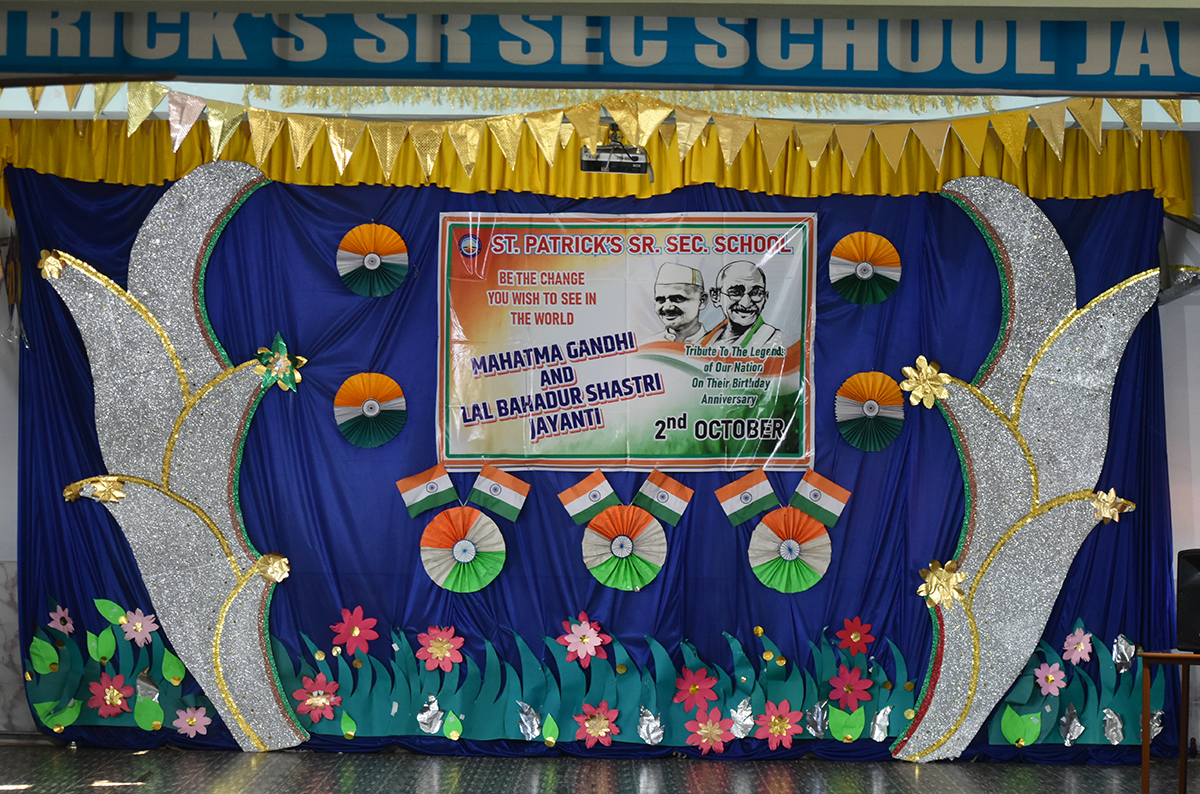 TRICK'S SR SEC SCHOOL JA
ST. PATRICK'S SR. SEC. SCHOOL
BE THE CHANGE
YOU WISH TO SEE IN
THE WORLD
MAHATMA GANDHI
AND
LAL BAHADUR SHASTRI
JAYANTI
Tribute To The Legends
of Our Nation
On Their Birthday
Anniversary
2nd OCTOBER